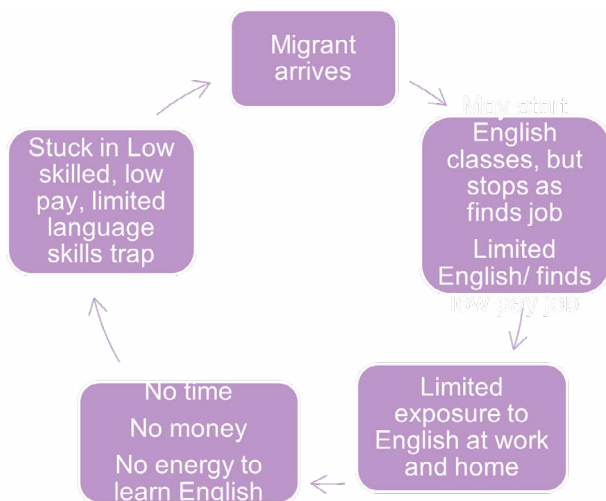 Migrant
arrives
May start
English
classes, but
stops as
finds job
Limited
English/ finds
low pay job
Limited
exposure to
English at work
and home
No time
No money
No energy to
learn English
Stuck in Low
skilled, low
pay, limited
language
skills trap